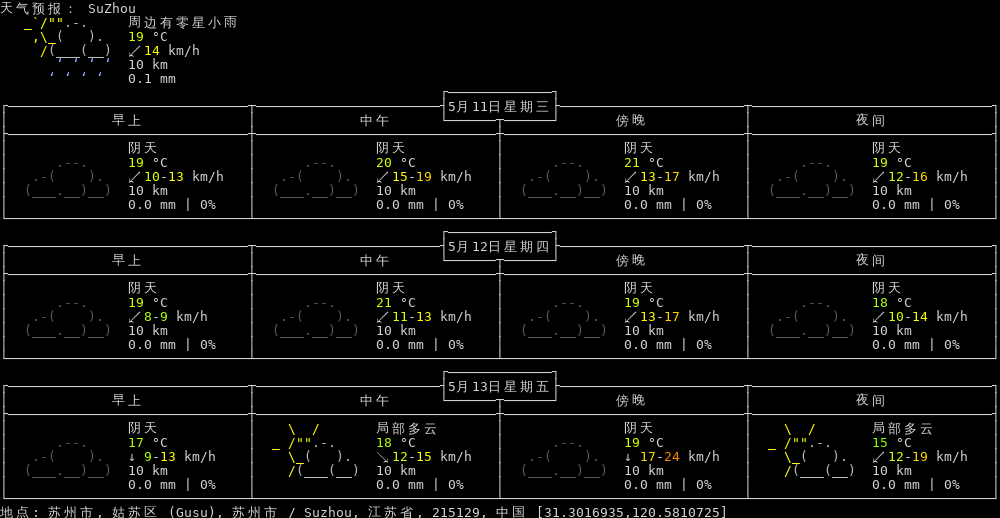 天气预报: SuZhou
周边有零星小雨
19 °C
↙14 km/h
10 km
0.1 mm
5月11日星期三
早上 中午 傍晚 夜间
阴天 阴天 阴天 阴天
19 °C 20 °C 21 °C 19 °C
↙10-13 km/h ↙15-19 km/h ↙13-17 km/h ↙12-16 km/h
10 km 10 km 10 km 10 km
0.0 mm | 0% 0.0 mm | 0% 0.0 mm | 0% 0.0 mm | 0%
5月12日星期四
早上 中午 傍晚 夜间
阴天 阴天 阴天 阴天
19 °C 21 °C 19 °C 18 °C
↙8-9 km/h ↙11-13 km/h ↙13-17 km/h ↙10-14 km/h
10 km 10 km 10 km 10 km
0.0 mm | 0% 0.0 mm | 0% 0.0 mm | 0% 0.0 mm | 0%
5月13日星期五
早上 中午 傍晚 夜间
阴天 局部多云 阴天 局部多云
17 °C 18 °C 19 °C 15 °C
↓ 9-13 km/h ↘12-15 km/h ↓ 17-24 km/h ↙12-19 km/h
10 km 10 km 10 km 10 km
0.0 mm | 0% 0.0 mm | 0% 0.0 mm | 0% 0.0 mm | 0%
地点: 苏州市, 姑苏区 (Gusu), 苏州市 / Suzhou, 江苏省, 215129, 中国 [31.3016935,120.5810725]